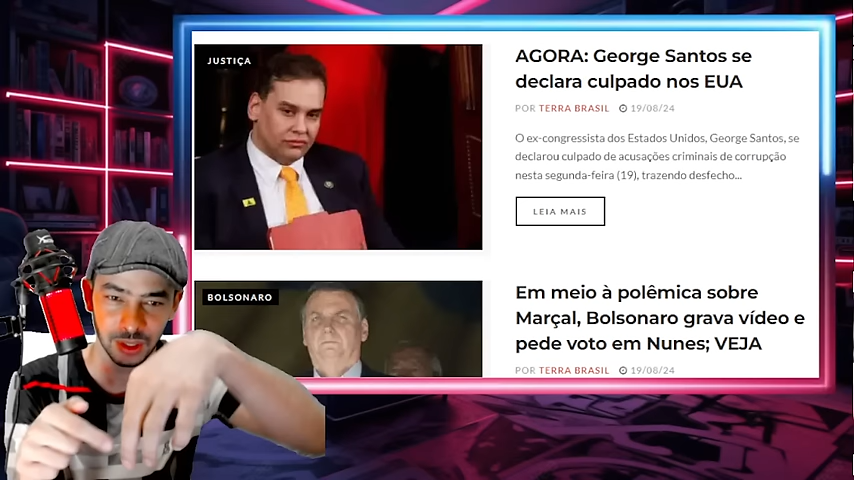 JUSTIÇA
AGORA: George Santos se
declara culpado nos EUA
POR TERRA BRASIL 19/08/24
O ex-congressista dos Estados Unidos, George Santos, se
declarou culpado de acusações criminais de corrupção
nesta segunda-feira (19), trazendo desfecho...
LEIA MAIS
BOLSONARO
Em meio à polêmica sobre
Marçal, Bolsonaro grava vídeo e
pede voto em Nunes; VEJA
POR TERRA BRASIL 19/08/24